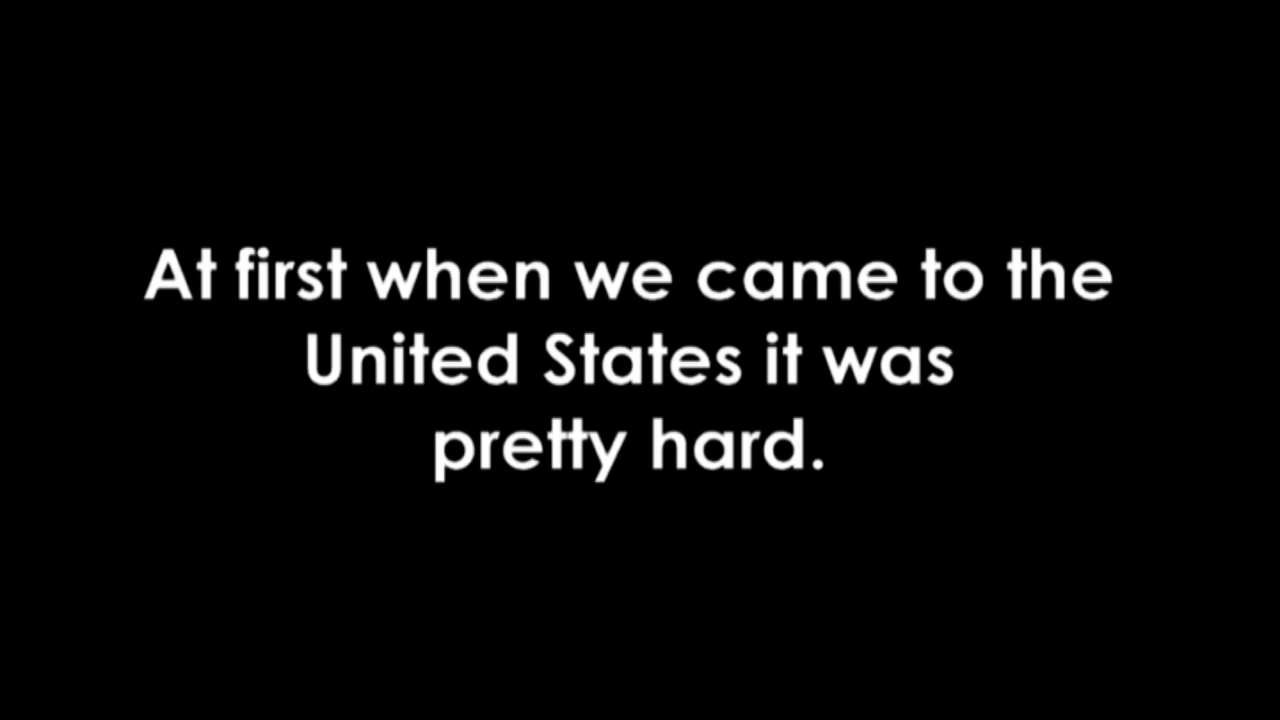 At first when we came to the
United States it was
pretty hard.